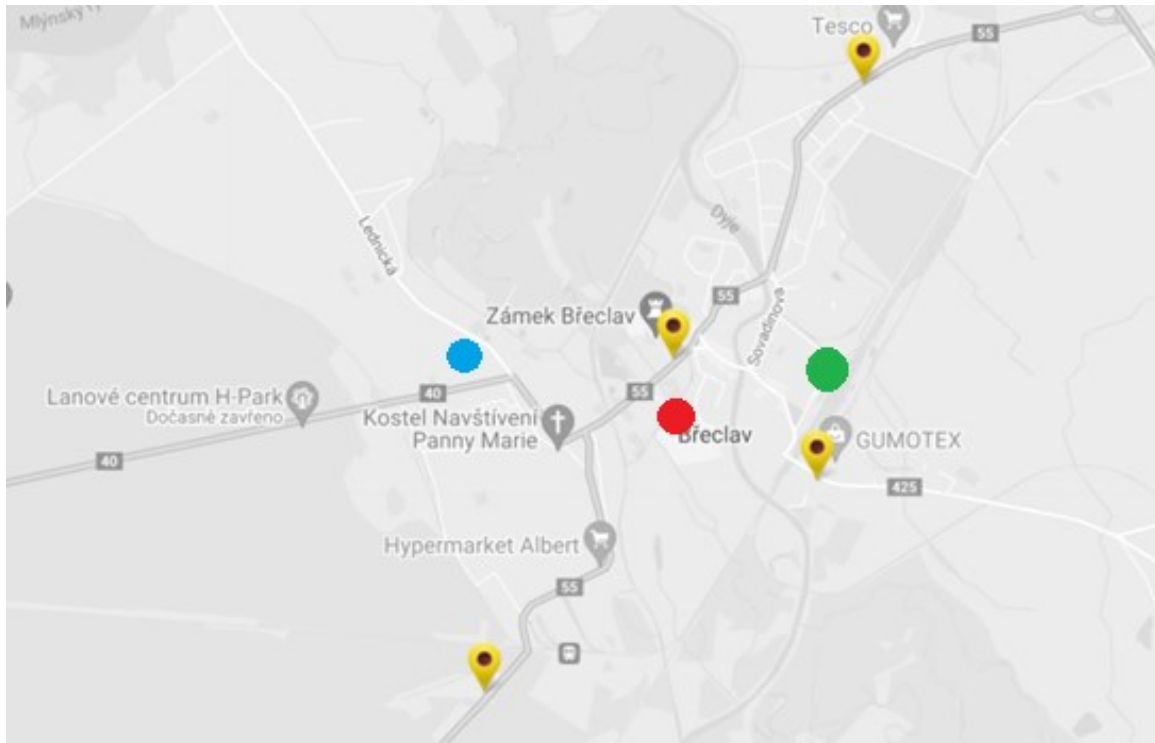 Mlýnský
Tesco
55
Lednická
Dyje
55
Sovadinova
Zámek Břeclav
Lanové centrum H-Park
Dočasně zavřeno
40
55
Kostel Navštívení
Panny Marie
Břeclav
GUMOTEX
40
425
Hypermarket Albert
55